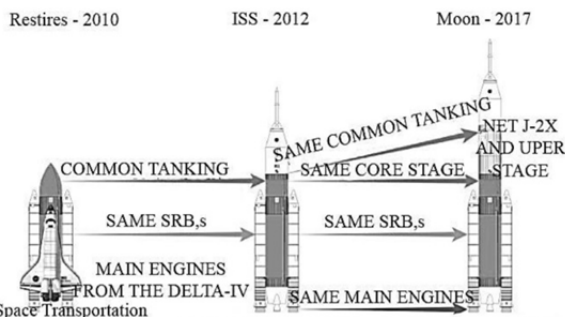 Restires - 2010
ISS - 2012
Moon - 2017
SAME COMMON TANKING
NET J-2X
AND UPER
STAGE
COMMON TANKING
SAME CORE STAGE
SAME SRB,s
SAME SRB,s
MAIN ENGINES
FROM THE DELTA-IV
SAME MAIN ENGINES
Space Transportation